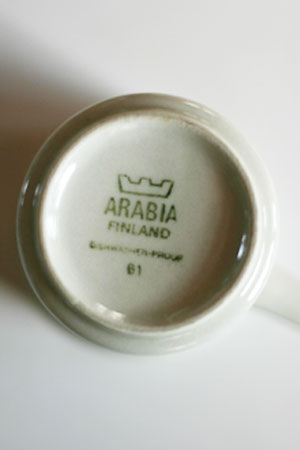 ARABIA
FINLAND
DISHWASHER-PROOF
61